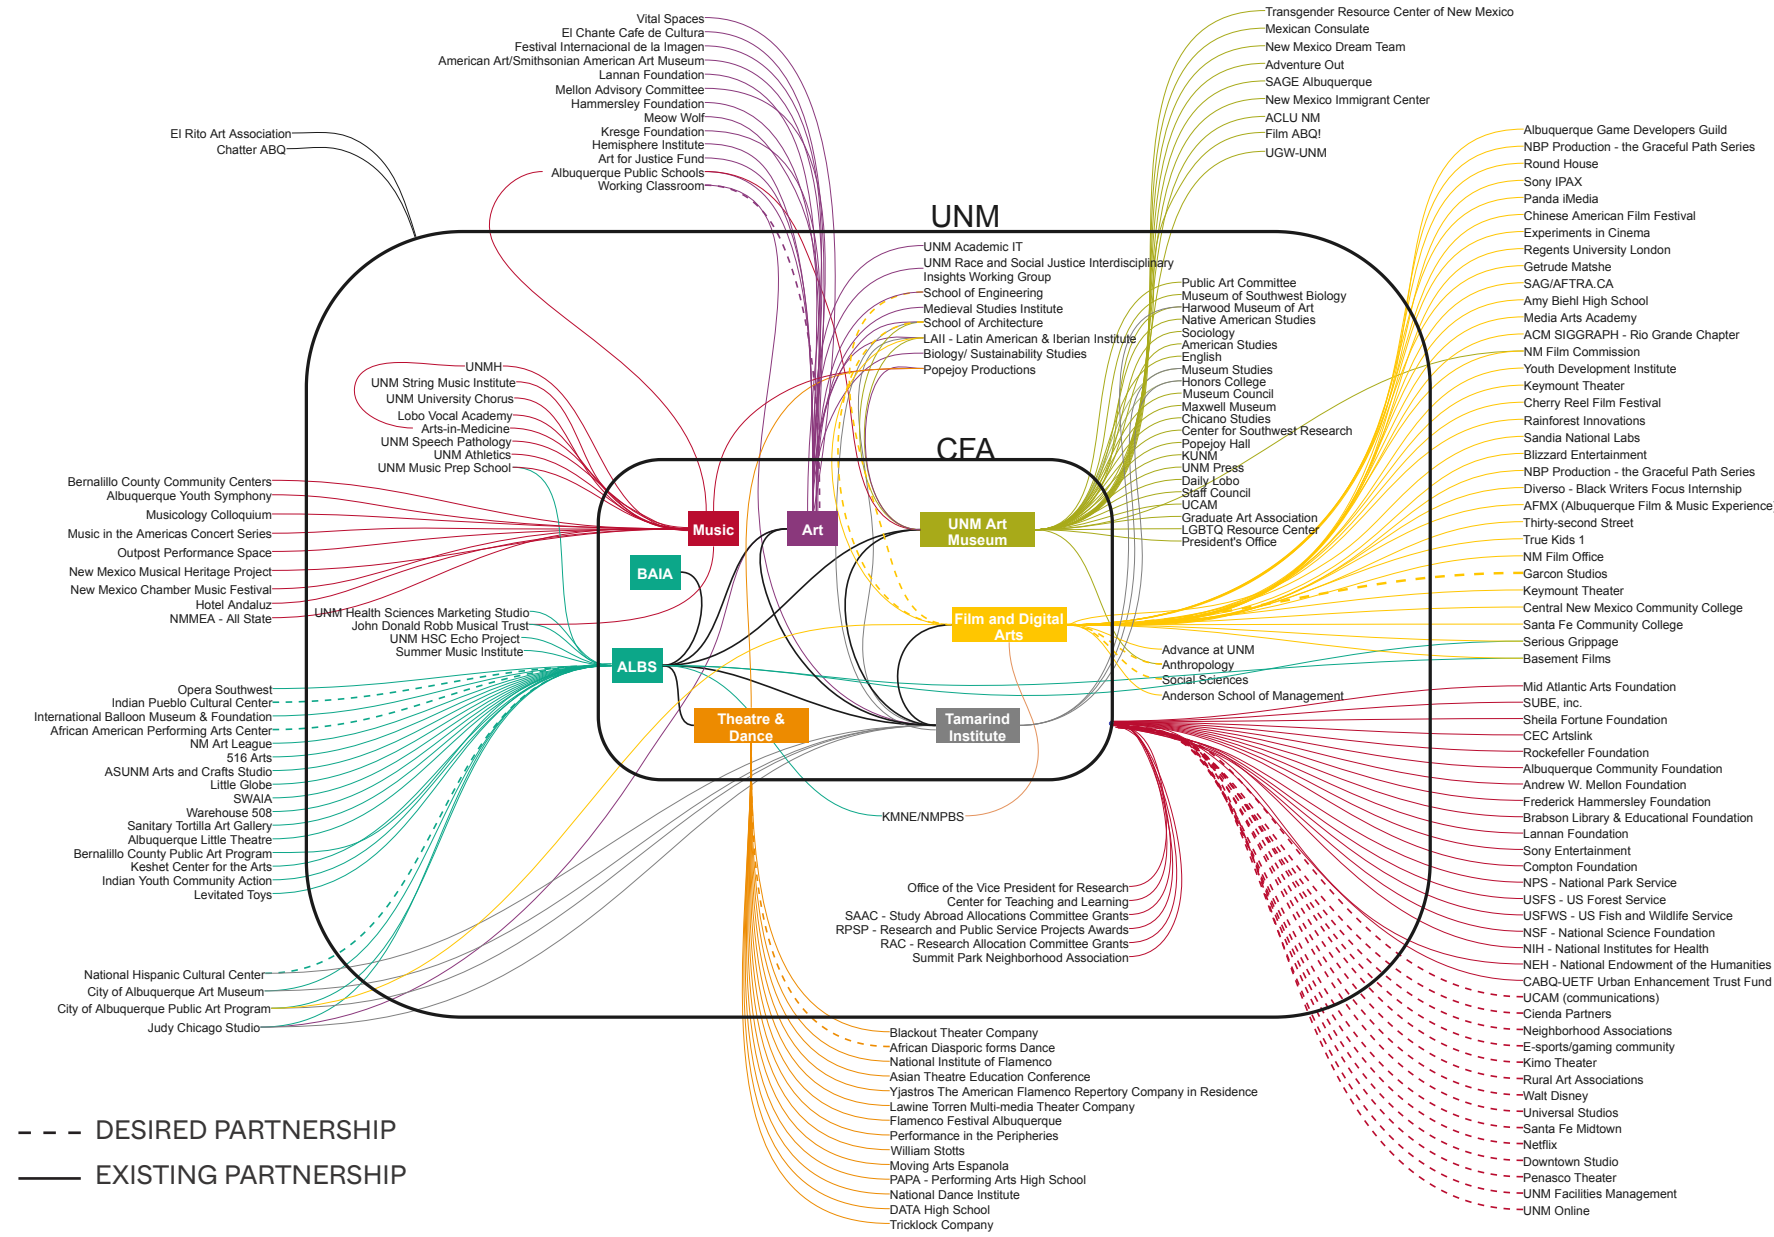 Vital Spaces
El Chante Cafe de Cultura
Festival Internacional de la Imagen
American Art/Smithsonian American Art Museum
Lannan Foundation
Mellon Advisory Committee
Hammersley Foundation
Meow Wolf
Kresge Foundation
Hemisphere Institute
Art for Justice Fund
Albuquerque Public Schools
Working Classroom
El Rito Art Association
Chatter ABQ
Transgender Resource Center of New Mexico
Mexican Consulate
New Mexico Dream Team
Adventure Out
SAGE Albuquerque
New Mexico Immigrant Center
ACLU NM
Film ABQ!
UGW-UNM
UNM
UNM Academic IT
UNM Race and Social Justice Interdisciplinary
Insights Working Group
School of Engineering
Medieval Studies Institute
School of Architecture
LAII - Latin American & Iberian Institute
Biology/ Sustainability Studies
Popejoy Productions
Public Art Committee
Museum of Southwest Biology
Harwood Museum of Art
Native American Studies
Sociology
American Studies
English
Museum Studies
Honors College
Museum Council
Maxwell Museum
Chicano Studies
Center for Southwest Research
Popejoy Hall
KUNM
UNM Press
Daily Lobo
Staff Council
UCAM
Graduate Art Association
LGBTQ Resource Center
President's Office
Albuquerque Game Developers Guild
NBP Production - the Graceful Path Series
Round House
Sony IPAX
Panda iMedia
Chinese American Film Festival
Experiments in Cinema
Regents University London
Getrude Matshe
SAG/AFTRA.CA
Amy Biehl High School
Media Arts Academy
ACM SIGGRAPH - Rio Grande Chapter
NM Film Commission
Youth Development Institute
Keymount Theater
Cherry Reel Film Festival
Rainforest Innovations
Sandia National Labs
Blizzard Entertainment
NBP Production - the Graceful Path Series
Diverso - Black Writers Focus Internship
AFMX (Albuquerque Film & Music Experience
Thirty-second Street
True Kids 1
NM Film Office
Garcon Studios
Keymount Theater
Central New Mexico Community College
Santa Fe Community College
Serious Grippage
Basement Films
UNMH
UNM String Music Institute
UNM University Chorus
Lobo Vocal Academy
Arts-in-Medicine
UNM Speech Pathology
UNM Athletics
UNM Music Prep School
Bernalillo County Community Centers
Albuquerque Youth Symphony
Musicology Colloquium
Music in the Americas Concert Series
Outpost Performance Space
New Mexico Musical Heritage Project
New Mexico Chamber Music Festival
Hotel Andaluz
NMMEA - All State
UNM Health Sciences Marketing Studio
John Donald Robb Musical Trust
UNM HSC Echo Project
Summer Music Institute
CFA
Music
Art
UNM Art
Museum
BAIA
Film and Digital
Arts
ALBS
Theatre &
Dance
Tamarind
Institute
Advance at UNM
Anthropology
Social Sciences
Anderson School of Management
Opera Southwest
Indian Pueblo Cultural Center
International Balloon Museum & Foundation
African American Performing Arts Center
NM Art League
516 Arts
ASUNM Arts and Crafts Studio
Little Globe
SWAIA
Warehouse 508
Sanitary Tortilla Art Gallery
Albuquerque Little Theatre
Bernalillo County Public Art Program
Keshet Center for the Arts
Indian Youth Community Action
Levitated Toys
KMNE/NMPBS
Mid Atlantic Arts Foundation
SUBE, inc.
Sheila Fortune Foundation
CEC Artslink
Rockefeller Foundation
Albuquerque Community Foundation
Andrew W. Mellon Foundation
Frederick Hammersley Foundation
Brabson Library & Educational Foundation
Lannan Foundation
Sony Entertainment
Compton Foundation
NPS - National Park Service
USFS - US Forest Service
USFWS - US Fish and Wildlife Service
NSF - National Science Foundation
NIH - National Institutes for Health
NEH - National Endowment of the Humanities
CABQ-UETF Urban Enhancement Trust Fund
UCAM (communications)
Cienda Partners
Neighborhood Associations
E-sports/gaming community
Kimo Theater
Rural Art Associations
Walt Disney
Universal Studios
Santa Fe Midtown
Netflix
Downtown Studio
Penasco Theater
UNM Facilities Management
UNM Online
Office of the Vice President for Research
Center for Teaching and Learning
SAAC - Study Abroad Allocations Committee Grants
RPSP - Research and Public Service Projects Awards
RAC - Research Allocation Committee Grants
Summit Park Neighborhood Association
National Hispanic Cultural Center
City of Albuquerque Art Museum
City of Albuquerque Public Art Program
Judy Chicago Studio
Blackout Theater Company
African Diasporic forms Dance
National Institute of Flamenco
Asian Theatre Education Conference
Yjastros The American Flamenco Repertory Company in Residence
Lawine Torren Multi-media Theater Company
Flamenco Festival Albuquerque
Performance in the Peripheries
William Stotts
Moving Arts Espanola
PAPA - Performing Arts High School
National Dance Institute
DATA High School
Tricklock Company
DESIRED PARTNERSHIP
EXISTING PARTNERSHIP